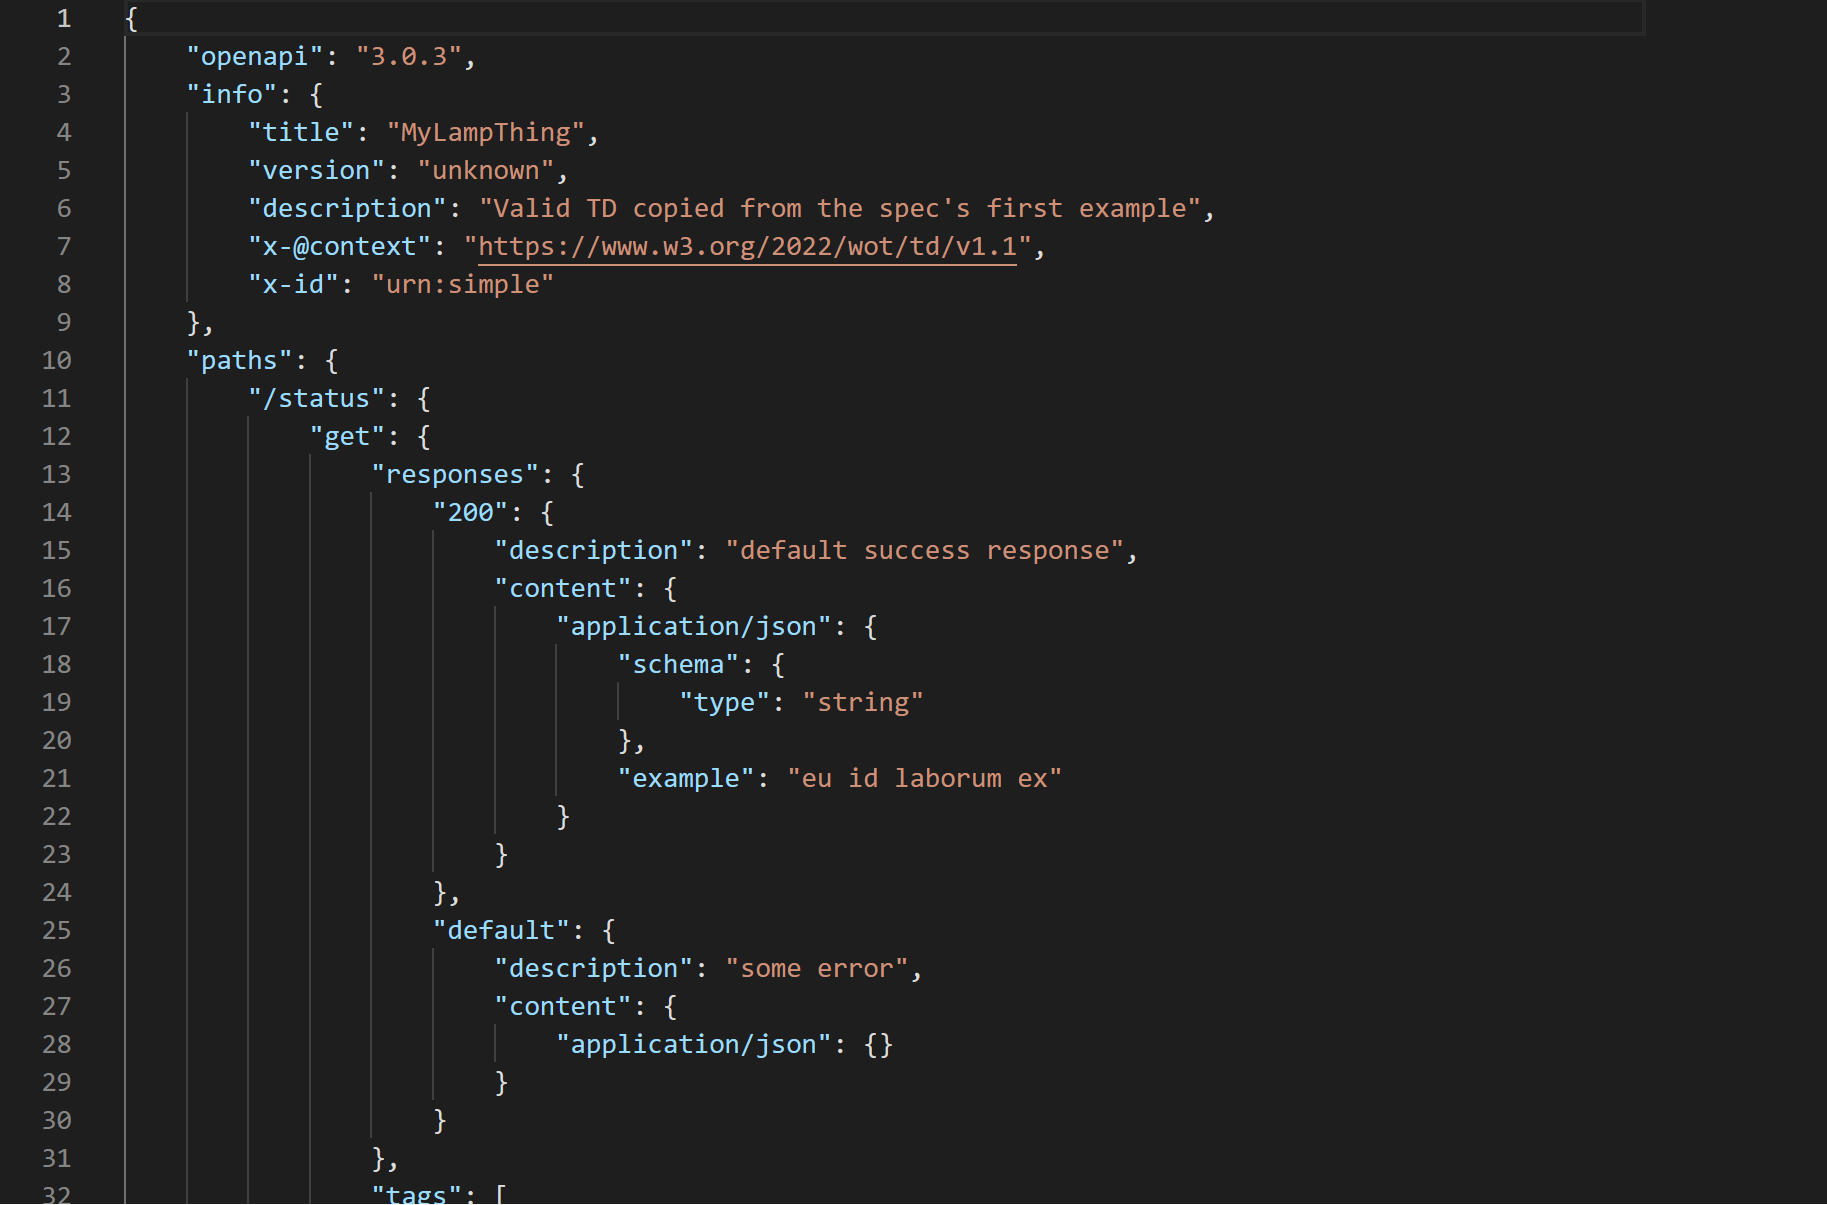 1 {
2     "openapi": "3.0.3",
3     "info": {
4         "title": "MyLampThing",
5         "version": "unknown",
6         "description": "Valid TD copied from the spec's first example",
7         "x-@context": "https://www.w3.org/2022/wot/td/v1.1",
8         "x-id": "urn:simple"
9     },
10     "paths": {
11         "/status": {
12             "get": {
13                 "responses": {
14                     "200": {
15                         "description": "default success response",
16                         "content": {
17                             "application/json": {
18                                 "schema": {
19                                     "type": "string"
20                                 },
21                                 "example": "eu id laborum ex"
22                             }
23                         }
24                     },
25                     "default": {
26                         "description": "some error",
27                         "content": {
28                             "application/json": {}
29                         }
30                     }
31                 },
32                 "tags": [